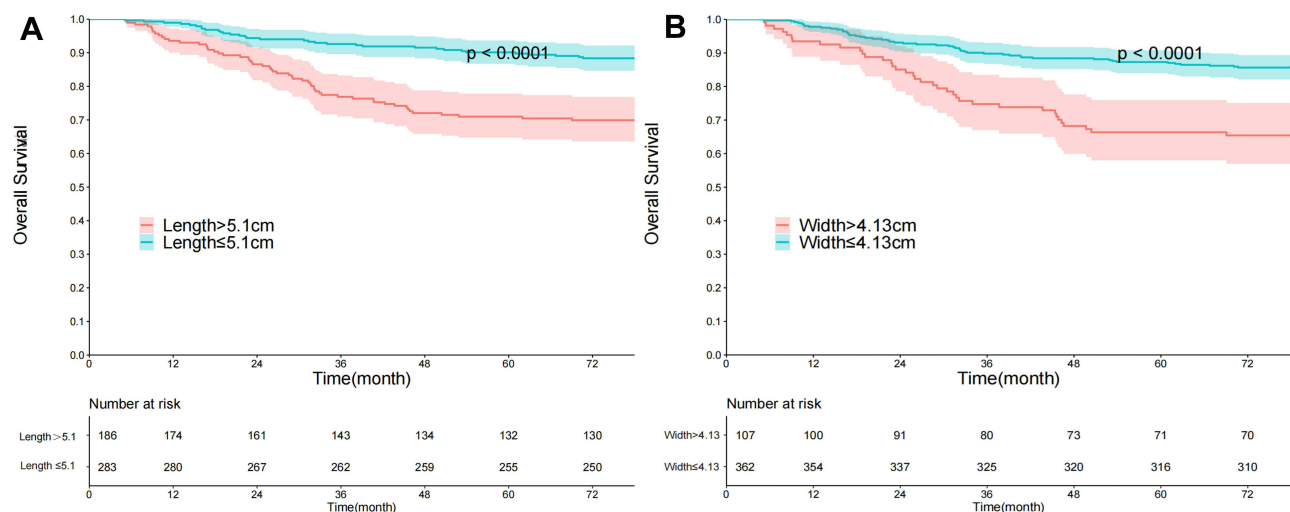 A
Overall Survival
1.0
0.9
0.8
0.7
0.6
0.5
0.4
0.3
0.2
0.1
0.0
p < 0.0001
Length>5.1cm
Length≤5.1cm
0 12 24 36 48 60 72
Time(month)
Number at risk
Length>5.1 186 174 161 143 134 132 130
Length ≤5.1 283 280 267 262 259 255 250
0 12 24 36 48 60 72
Time(month)
B
Overall Survival
1.0
0.9
0.8
0.7
0.6
0.5
0.4
0.3
0.2
0.1
0.0
p < 0.0001
Width>4.13cm
Width≤4.13cm
0 12 24 36 48 60 72
Time(month)
Number at risk
Width>4.13 107 100 91 80 73 71 70
Width≤4.13 362 354 337 325 320 316 310
0 12 24 36 48 60 72
Time(month)